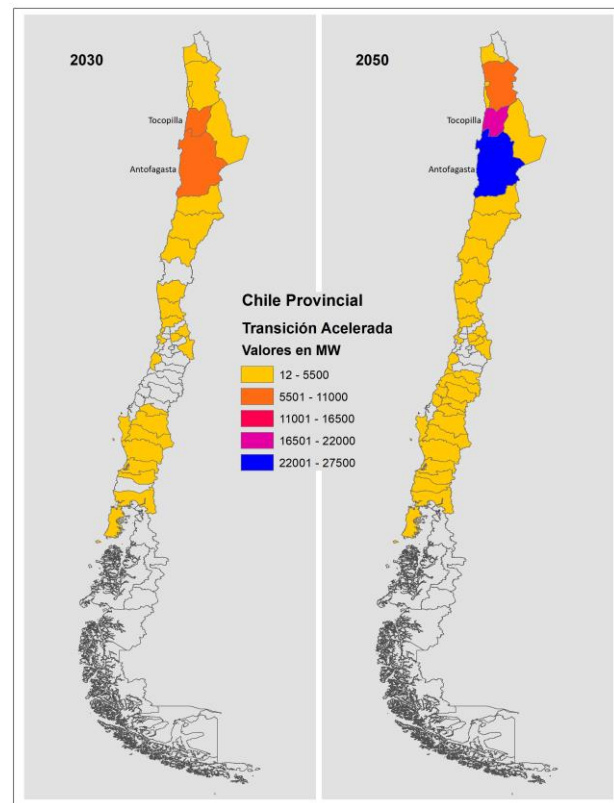 2030
Tocopilla
Antofagasta
2050
Tocopilla
Antofagasta
Chile Provincial
Transición Acelerada
Valores en MW
12 - 5500
5501 - 11000
11001 - 16500
16501 - 22000
22001 - 27500